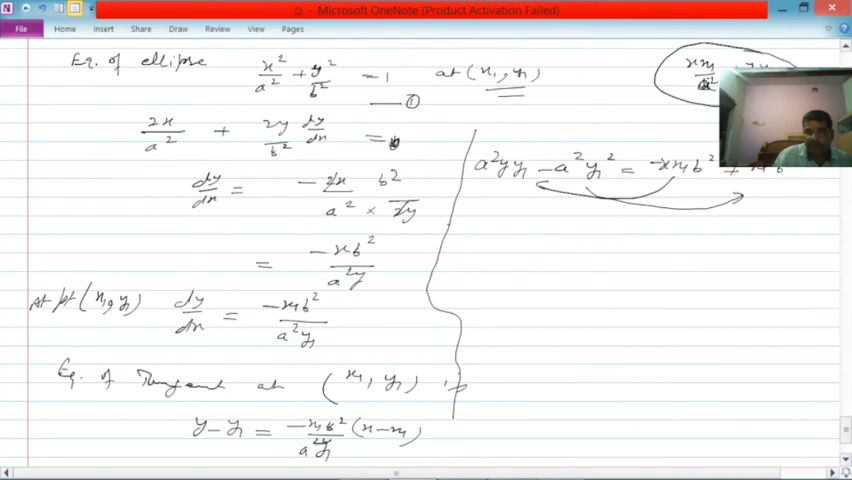 Microsoft OneNote (Product Activation Failed)
File Home Insert Share Draw Review View Pages
Eq. of ellipse x²/a² + y²/b² = 1 at (x₁, y₁)
①
2x/a² + 2y/b² dy/dx = 0
dy/dx = -2x b² / a² × 2y
= -xb²/a²y
At pt (x₁, y₁) dy/dx = -x₁b²/a²y₁
Eq. of Tangent at (x₁, y₁) is
y - y₁ = -x₁b²/a²y₁ (x - x₁)
xx₁/a²
a²yy₁ - a²y₁² = -xx₁b² +